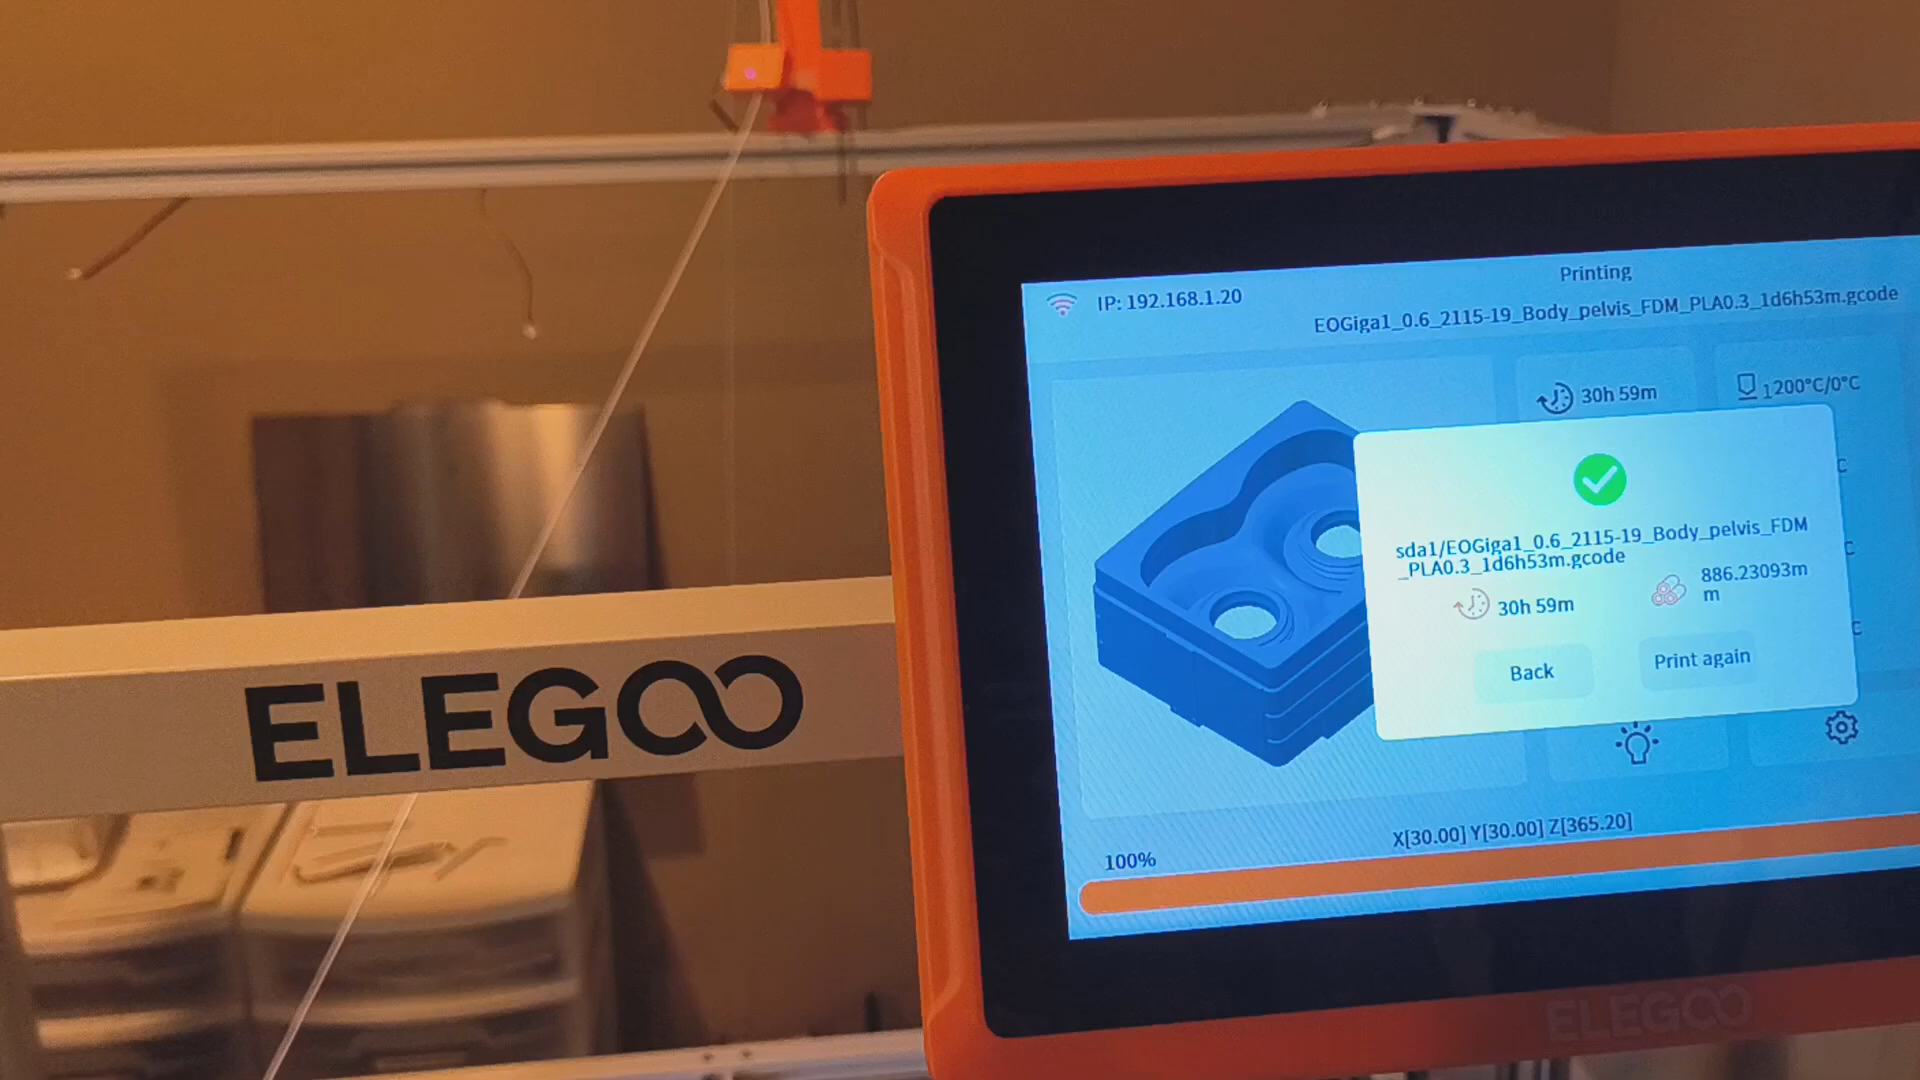 Printing
IP: 192.168.1.20
EOGiga1_0.6_2115-19_Body_pelvis_FDM_PLA0.3_1d6h53m.gcode
30h 59m
1200°C/0°C
C
sda1/EOGiga1_0.6_2115-19_Body_pelvis_FDM
_PLA0.3_1d6h53m.gcode
C
30h 59m
886.23093m
m
C
Back
Print again
ELEGOO
X[30.00] Y[30.00] Z[365.20]
100%
ELEGOO